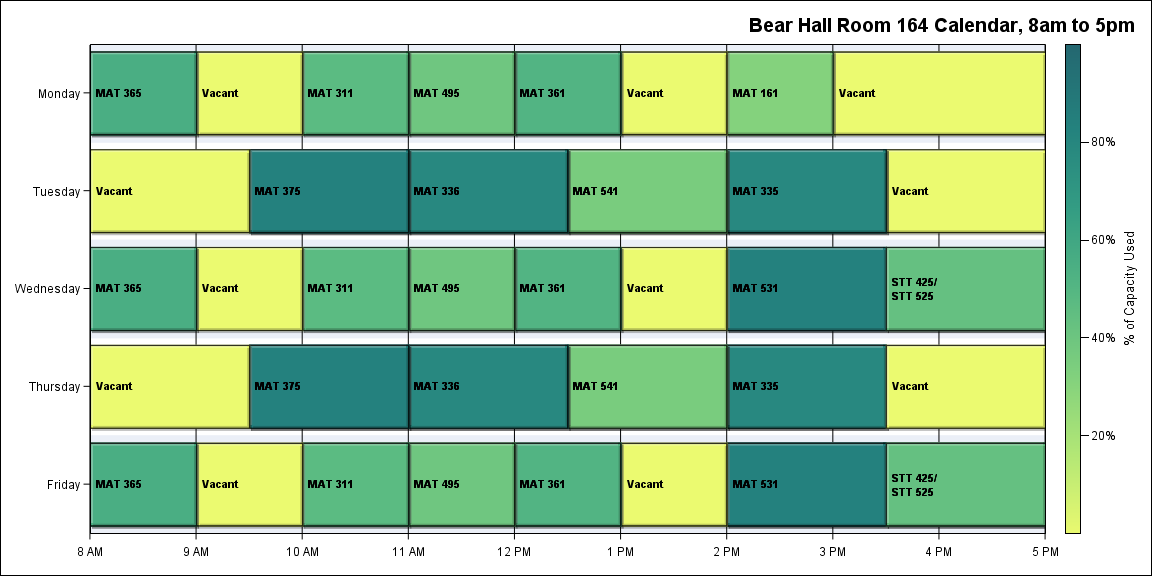 Bear Hall Room 164 Calendar, 8am to 5pm
Monday
MAT 365
Vacant
MAT 311
MAT 495
MAT 361
Vacant
MAT 161
Vacant
Tuesday
Vacant
MAT 375
MAT 336
MAT 541
MAT 335
Vacant
Wednesday
MAT 365
Vacant
MAT 311
MAT 495
MAT 361
Vacant
MAT 531
STT 425/
STT 525
Thursday
Vacant
MAT 375
MAT 336
MAT 541
MAT 335
Vacant
Friday
MAT 365
Vacant
MAT 311
MAT 495
MAT 361
Vacant
MAT 531
STT 425/
STT 525
8 AM
9 AM
10 AM
11 AM
12 PM
1 PM
2 PM
3 PM
4 PM
5 PM
80%
60%
40%
20%
% of Capacity Used